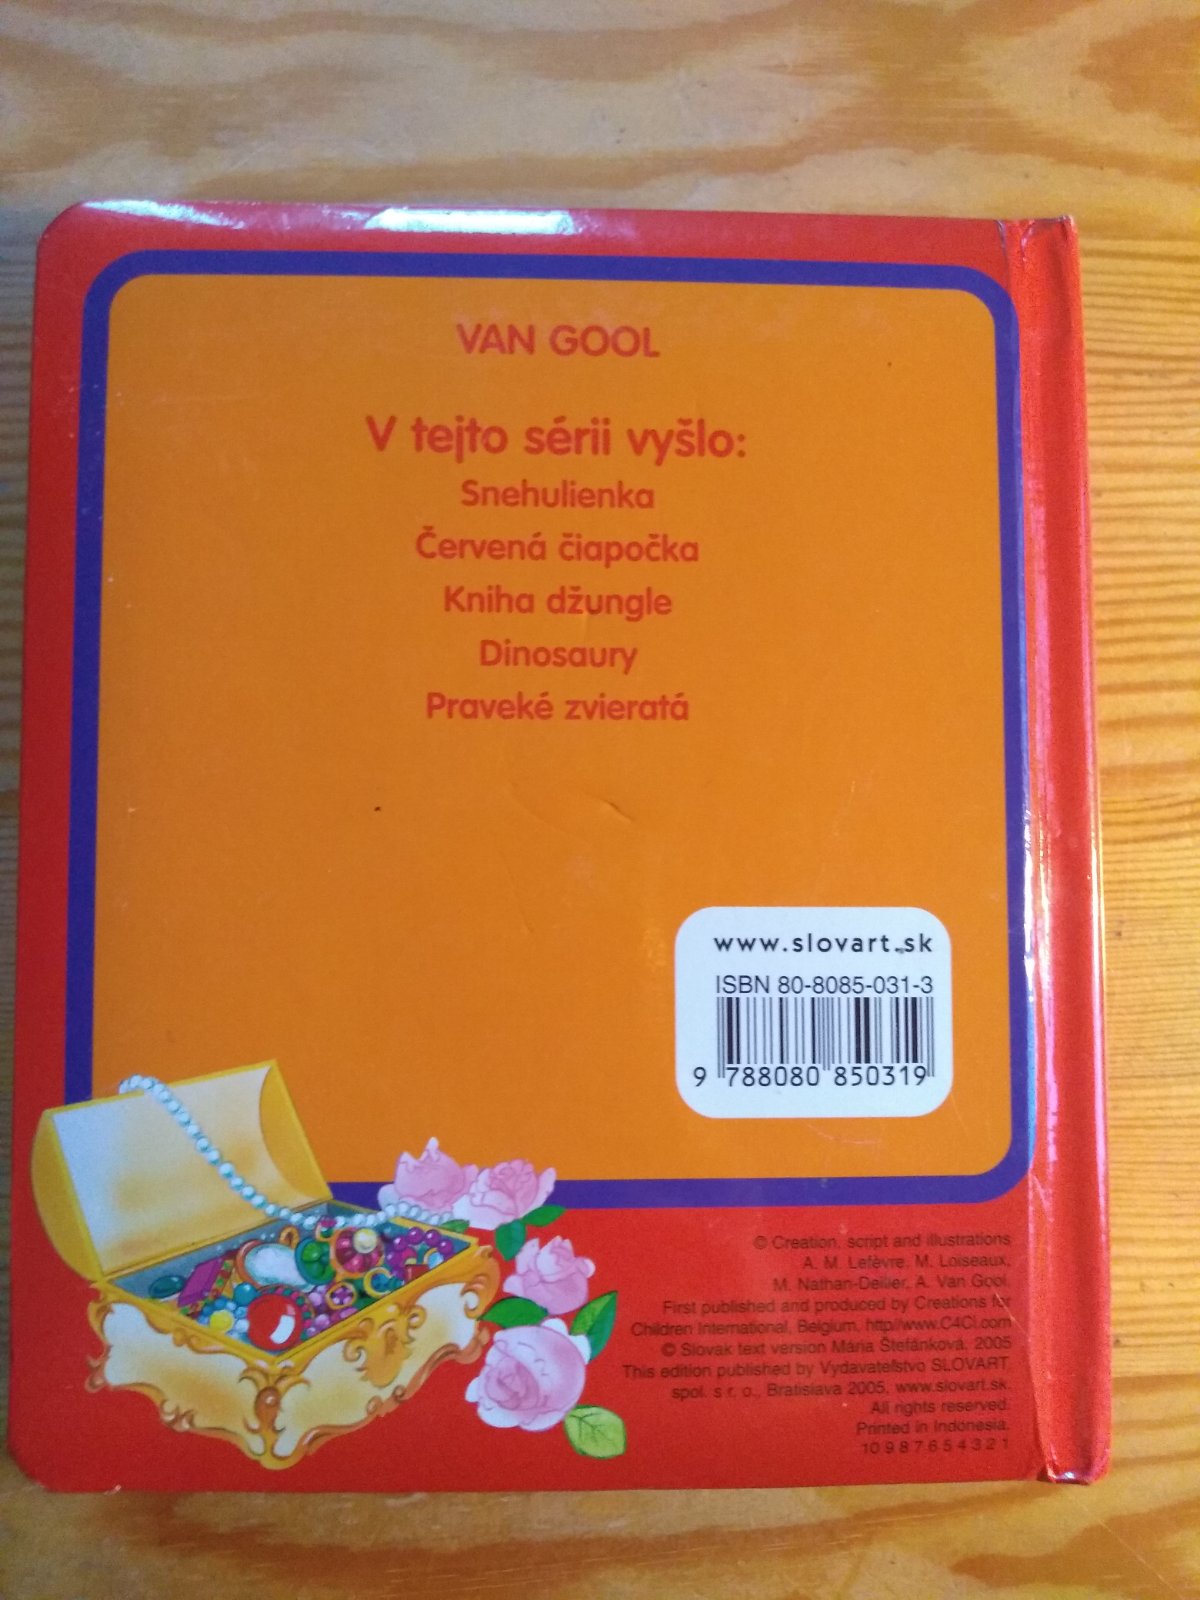 VAN GOOL
V tejto sérii vyšlo:
Snehulienka
Červená čiapočka
Kniha džungle
Dinosaury
Praveké zvieratá
www.slovart.sk
ISBN 80-8085-031-3
9 788080 850319
© Creation, script and illustrations
A. M. Lefèvre, M. Loiseaux,
M. Nathan-Deiller, A. Van Gool.
First published and produced by Creations for
Children International, Belgium, http//www.C4CI.com
© Slovak text version Mária Štefánková, 2005
This edition published by Vydavateľstvo SLOVART,
spol. s r. o., Bratislava 2005, www.slovart.sk.
All rights reserved.
Printed in Indonesia.
10 9 8 7 6 5 4 3 2 1